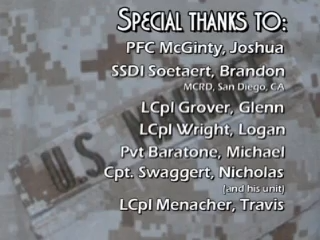 Special thanks to:
PFC McGinty, Joshua
SSDI Soetaert, Brandon
MCRD, San Diego, CA
LCpl Grover, Glenn
LCpl Wright, Logan
Pvt Baratone, Michael
Cpt. Swaggert, Nicholas
(and his unit)
LCpl Menacher, Travis
U.S. MARINES